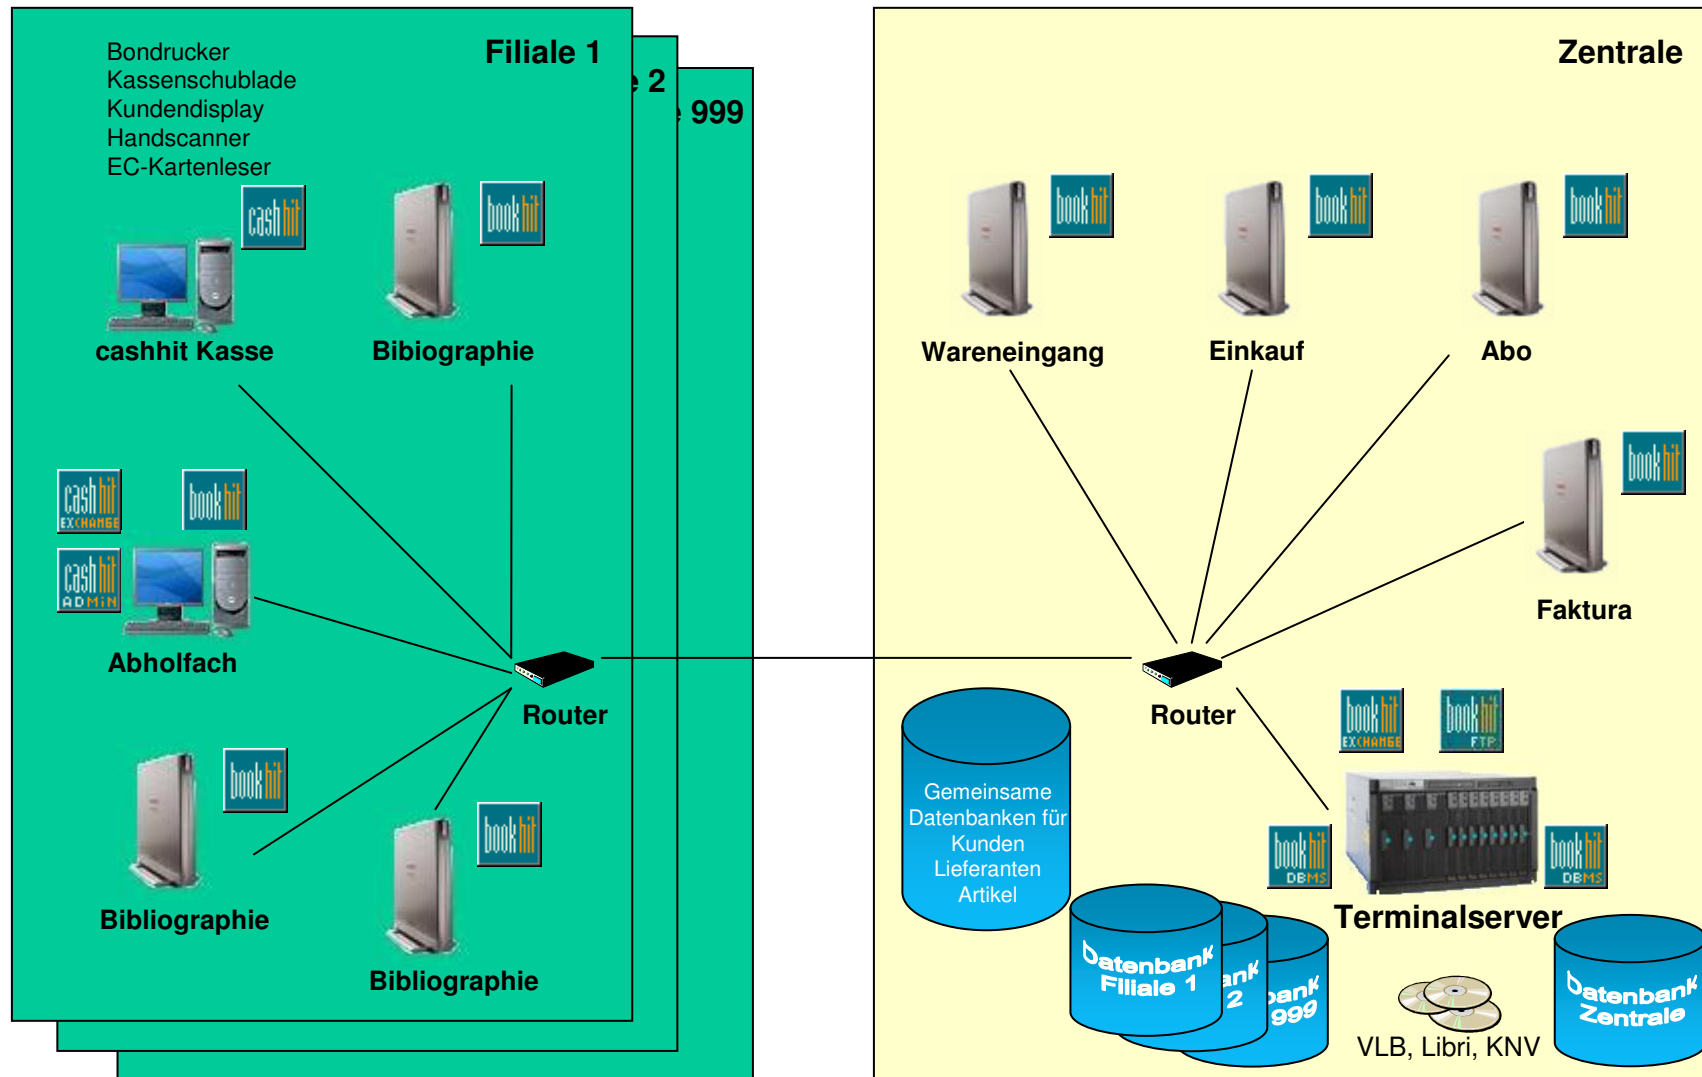 Filiale 1
Bondrucker
Kassenschublade
Kundendisplay
Handscanner
EC-Kartenleser
2
999
cash hit
book hit
cashhit Kasse
Bibiographie
cash hit
EXCHANGE
book hit
cash hit
ADMiN
Abholfach
Router
book hit
Bibliographie
book hit
Bibliographie
Zentrale
book hit
book hit
book hit
Wareneingang
Einkauf
Abo
book hit
Faktura
Router
book hit
EXCHANGE
book hit
FTP
Gemeinsame
Datenbanken für
Kunden
Lieferanten
Artikel
book hit
DBMS
book hit
DBMS
Terminalserver
Datenbank
Filiale 1
2
999
VLB, Libri, KNV
Datenbank
Zentrale